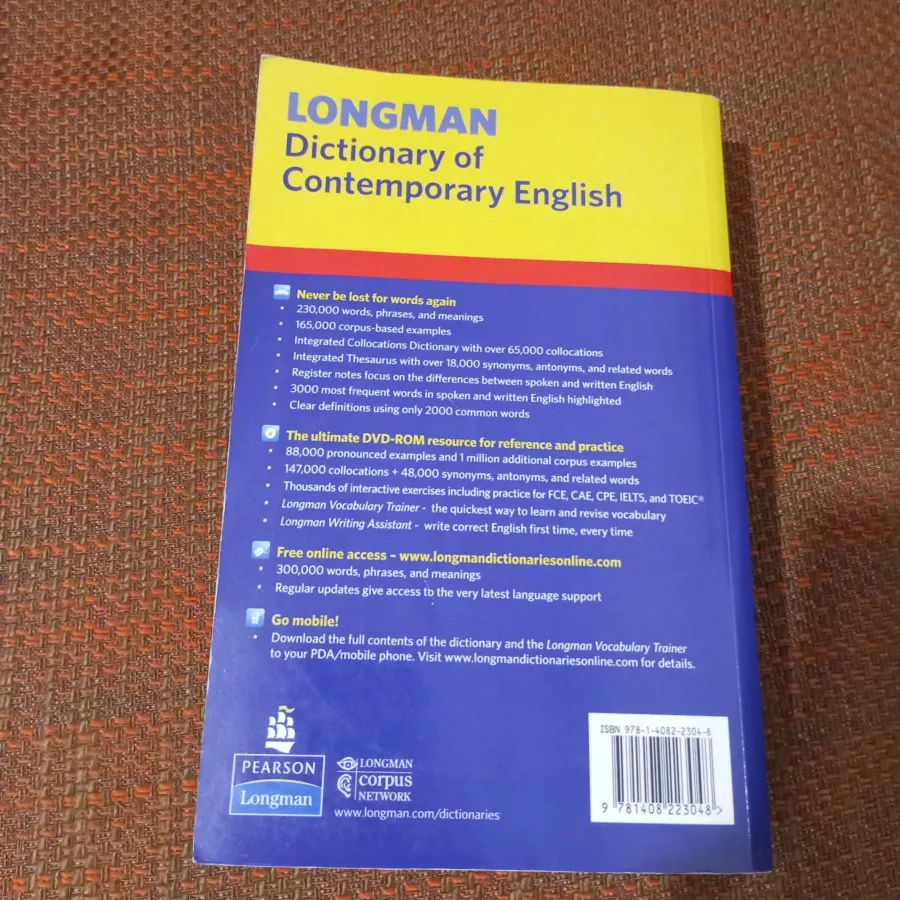 LONGMAN
Dictionary of
Contemporary English
Never be lost for words again
• 230,000 words, phrases, and meanings
• 165,000 corpus-based examples
• Integrated Collocations Dictionary with over 65,000 collocations
• Integrated Thesaurus with over 18,000 synonyms, antonyms, and related words
• Register notes focus on the differences between spoken and written English
• 3000 most frequent words in spoken and written English highlighted
• Clear definitions using only 2000 common words
The ultimate DVD-ROM resource for reference and practice
• 88,000 pronounced examples and 1 million additional corpus examples
• 147,000 collocations + 48,000 synonyms, antonyms, and related words
• Thousands of interactive exercises including practice for FCE, CAE, CPE, IELTS, and TOEIC®
• Longman Vocabulary Trainer - the quickest way to learn and revise vocabulary
• Longman Writing Assistant - write correct English first time, every time
Free online access – www.longmandictionariesonline.com
• 300,000 words, phrases, and meanings
• Regular updates give access to the very latest language support
Go mobile!
• Download the full contents of the dictionary and the Longman Vocabulary Trainer
to your PDA/mobile phone. Visit www.longmandictionariesonline.com for details.
PEARSON
Longman
LONGMAN
corpus
NETWORK
www.longman.com/dictionaries
ISBN 978-1-4082-2304-8
9 781408 223048 >